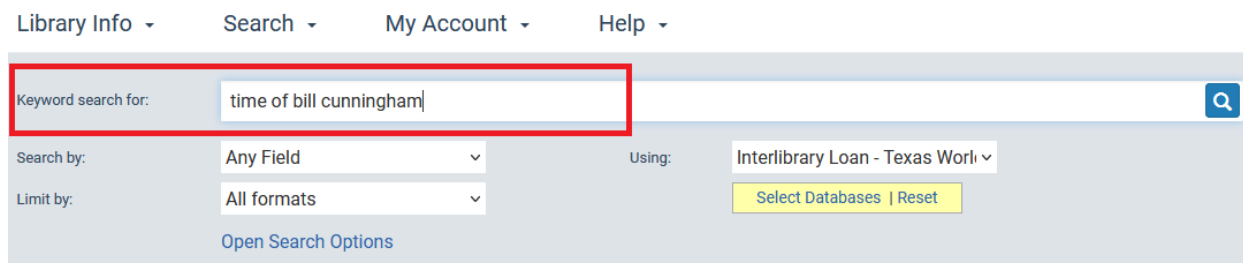 Library Info Search My Account Help
Keyword search for: time of bill cunningham
Search by: Any Field Using: Interlibrary Loan - Texas Worl
Limit by: All formats Select Databases | Reset
Open Search Options